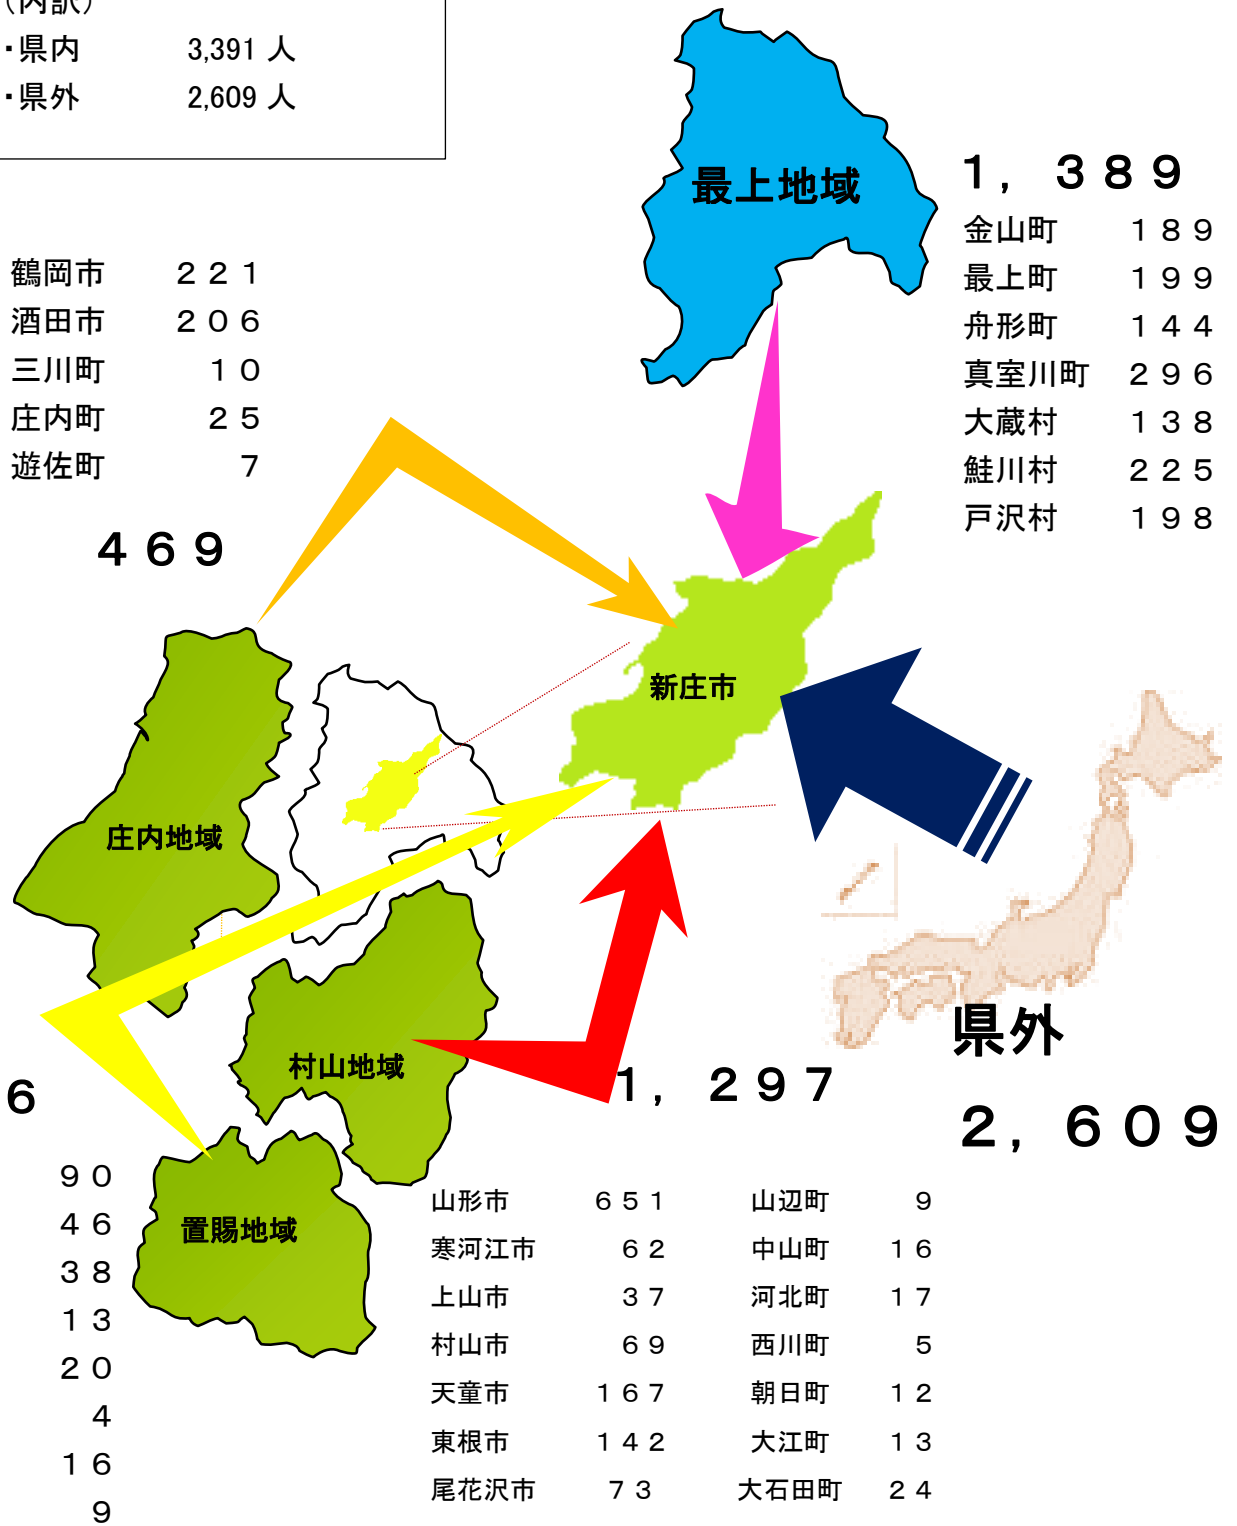 (内訳)
・県内 3,391 人
・県外 2,609 人
最上地域
１，３８９
金山町 １８９
最上町 １９９
舟形町 １４４
真室川町 ２９６
大蔵村 １３８
鮭川村 ２２５
戸沢村 １９８
鶴岡市 ２２１
酒田市 ２０６
三川町 １０
庄内町 ２５
遊佐町 ７
４６９
新庄市
庄内地域
村山地域
置賜地域
県外
２，６０９
６
９０
４６
３８
１３
２０
４
１６
９
１，２９７
山形市 ６５１ 山辺町 ９
寒河江市 ６２ 中山町 １６
上山市 ３７ 河北町 １７
村山市 ６９ 西川町 ５
天童市 １６７ 朝日町 １２
東根市 １４２ 大江町 １３
尾花沢市 ７３ 大石田町 ２４